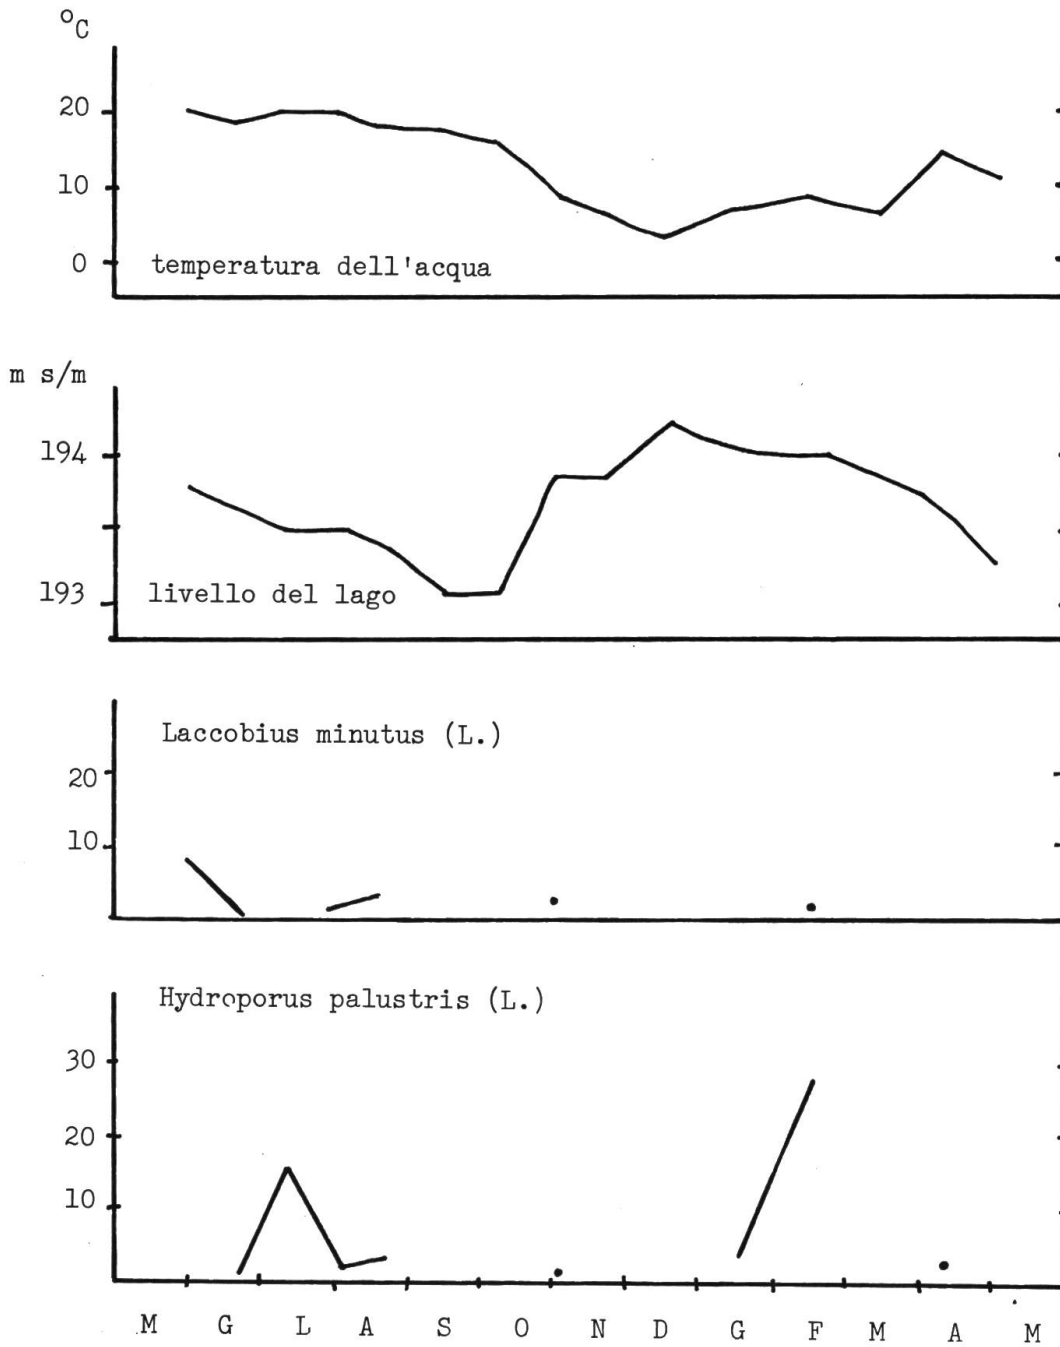 °C
20
10
0
temperatura dell'acqua
m s/m
194
193
livello del lago
Laccobius minutus (L.)
20
10
Hydroporus palustris (L.)
30
20
10
M G L A S O N D G F M A M